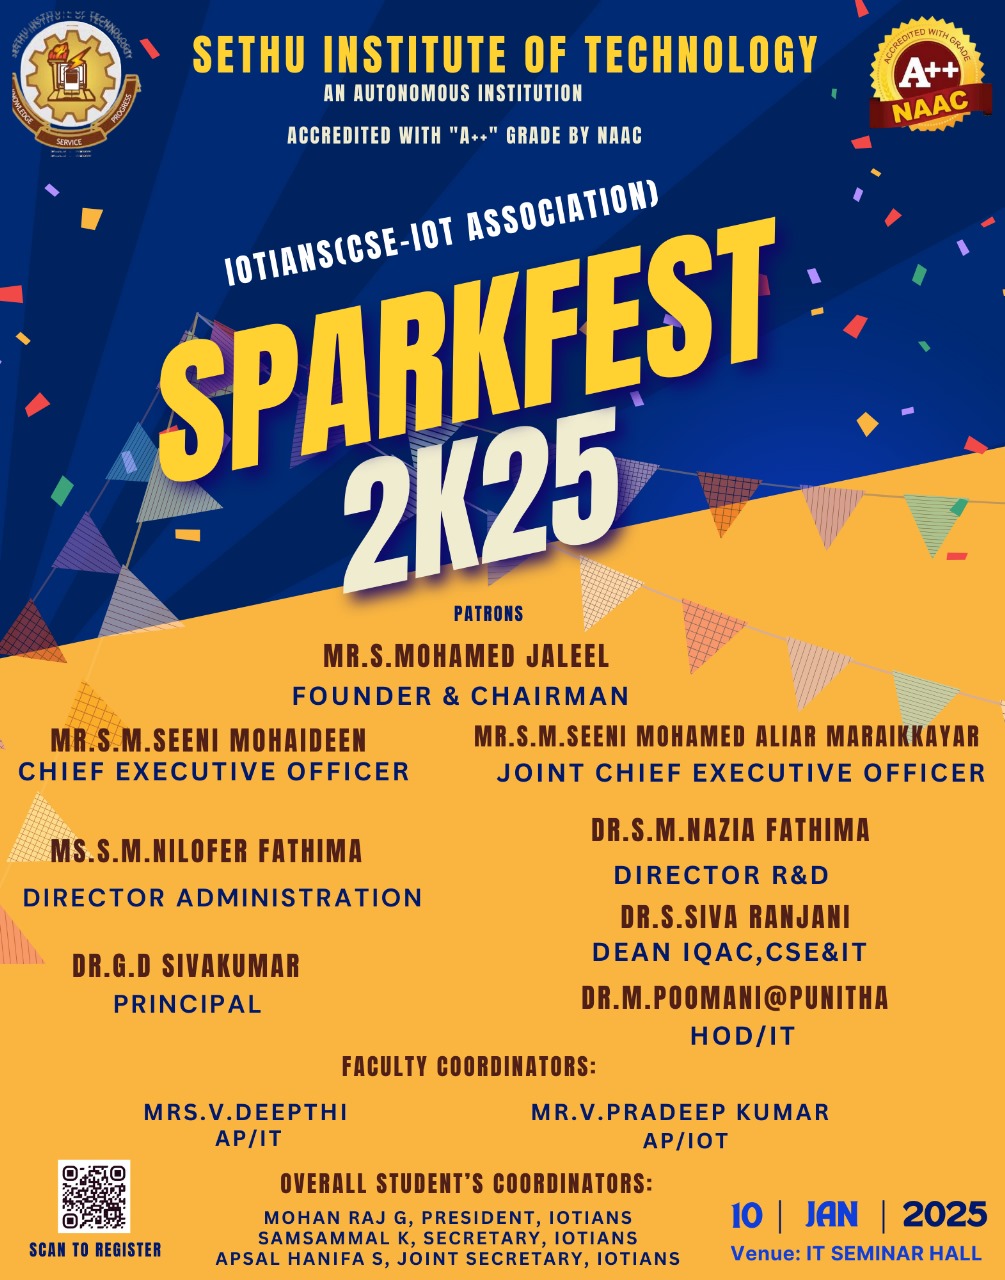 SETHU INSTITUTE OF TECHNOLOGY
AN AUTONOMOUS INSTITUTION
ACCREDITED WITH "A++" GRADE BY NAAC
KNOWLEDGE
SERVICE
PROGRESS
ACCREDITED WITH GRADE
A++
NAAC
IOTIANS(CSE-IOT ASSOCIATION)
SPARKFEST
2K25
PATRONS
MR.S.MOHAMED JALEEL
FOUNDER & CHAIRMAN
MR.S.M.SEENI MOHAIDEEN
CHIEF EXECUTIVE OFFICER
MR.S.M.SEENI MOHAMED ALIAR MARAIKKAYAR
JOINT CHIEF EXECUTIVE OFFICER
MS.S.M.NILOFER FATHIMA
DIRECTOR ADMINISTRATION
DR.S.M.NAZIA FATHIMA
DIRECTOR R&D
DR.S.SIVA RANJANI
DEAN IQAC,CSE&IT
DR.G.D SIVAKUMAR
PRINCIPAL
DR.M.POOMANI@PUNITHA
HOD/IT
FACULTY COORDINATORS:
MRS.V.DEEPTHI
AP/IT
MR.V.PRADEEP KUMAR
AP/IOT
OVERALL STUDENT'S COORDINATORS:
MOHAN RAJ G, PRESIDENT, IOTIANS
SAMSAMMAL K, SECRETARY, IOTIANS
APSAL HANIFA S, JOINT SECRETARY, IOTIANS
SCAN TO REGISTER
10 | JAN | 2025
Venue: IT SEMINAR HALL